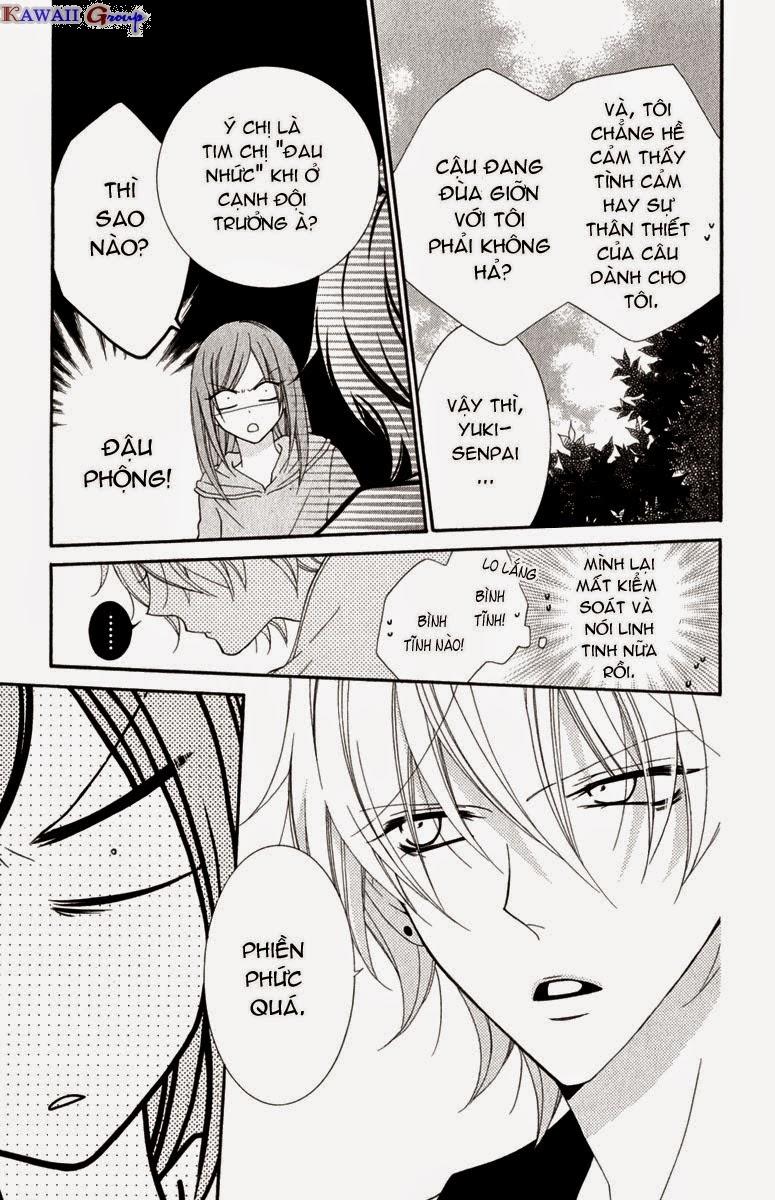 KAWAII Group
VÀ, TÔI
CHẲNG HỀ
CẢM THẤY
TÌNH CẢM
HAY SỰ
THÂN THIẾT
CỦA CÂU
DÀNH CHO
TÔI.
CẬU ĐANG
ĐÙA GIỠN
VỚI TÔI
PHẢI KHÔNG
HẢ?
VẬY THÌ,
YUKI-
SENPAI
...
Ý CHỊ LÀ
TIM CHỊ "ĐAU
NHỨC" KHI Ở
CẠNH ĐỘI
TRƯỞNG À?
THÌ
SAO
NÀO?
ĐẬU
PHỘNG!
MÌNH LẠI
MẤT KIỂM
SOÁT VÀ
NÓI LINH
TINH NỮA
RỒI.
LO LẮNG
BÌNH
TĨNH!
BÌNH
TĨNH NÀO!
......
PHIỀN
PHỨC
QUÁ.